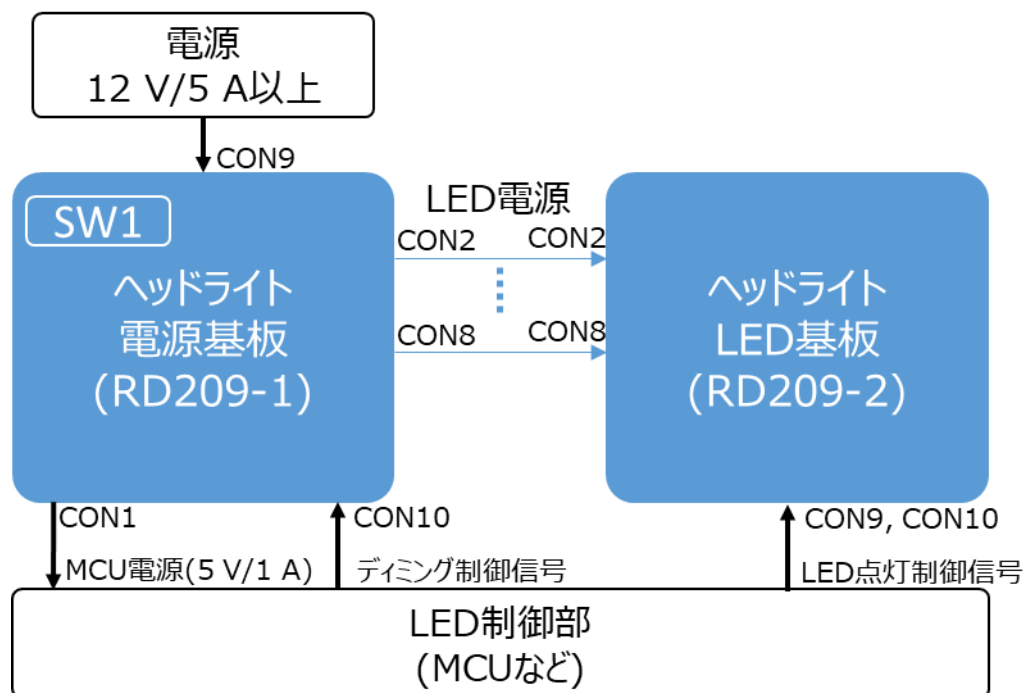 電源
12 V/5 A以上
CON9
SW1
ヘッドライト
電源基板
(RD209-1)
LED電源
CON2
CON2
CON8
CON8
ヘッドライト
LED基板
(RD209-2)
CON1
MCU電源(5 V/1 A)
CON10
ディミング制御信号
CON9, CON10
LED点灯制御信号
LED制御部
(MCUなど)